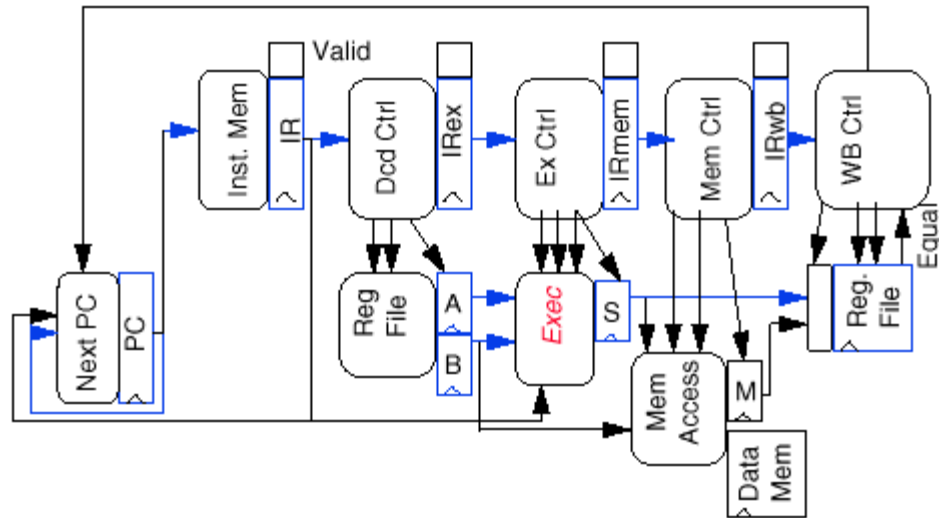 Valid
Next PC
PC
Inst. Mem
IR
Dcd Ctrl
IRex
Ex Ctrl
IRmem
Mem Ctrl
IRwb
WB Ctrl
Reg
File
A
B
Exec
S
Mem
Access
M
Data
Mem
Reg.
File
Equal